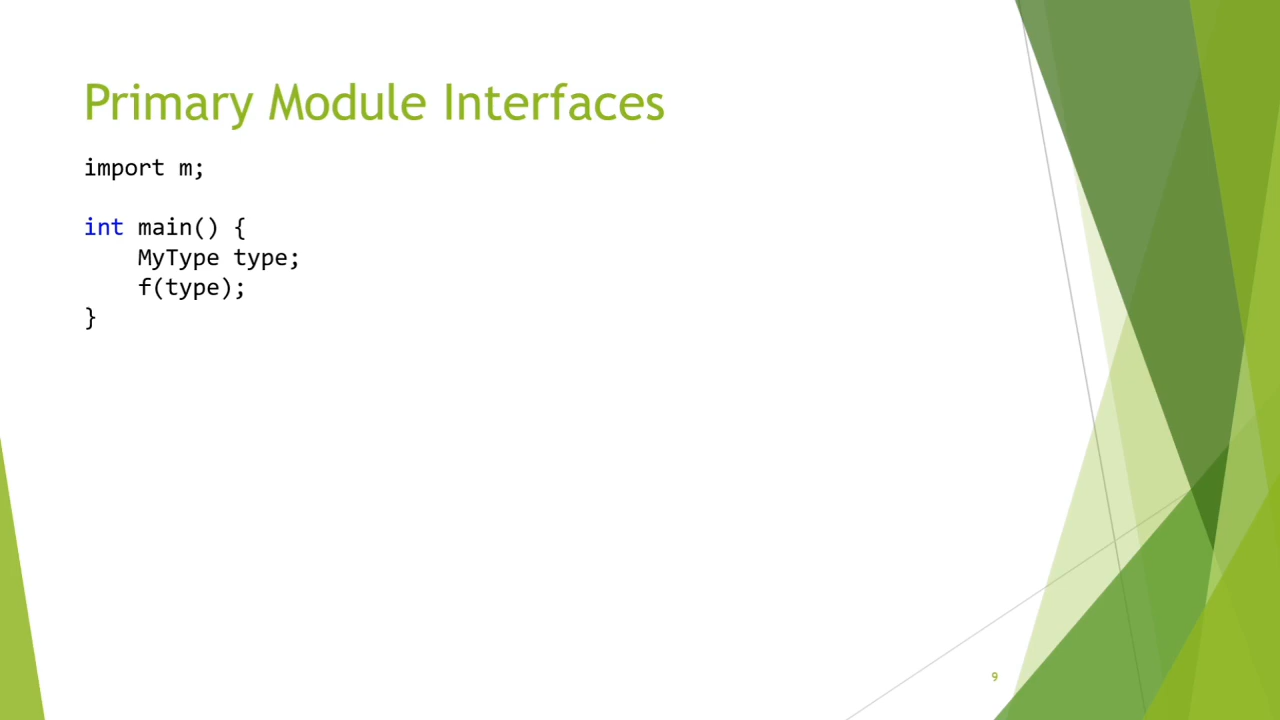 Primary Module Interfaces
import m;
int main() {
    MyType type;
    f(type);
}
9